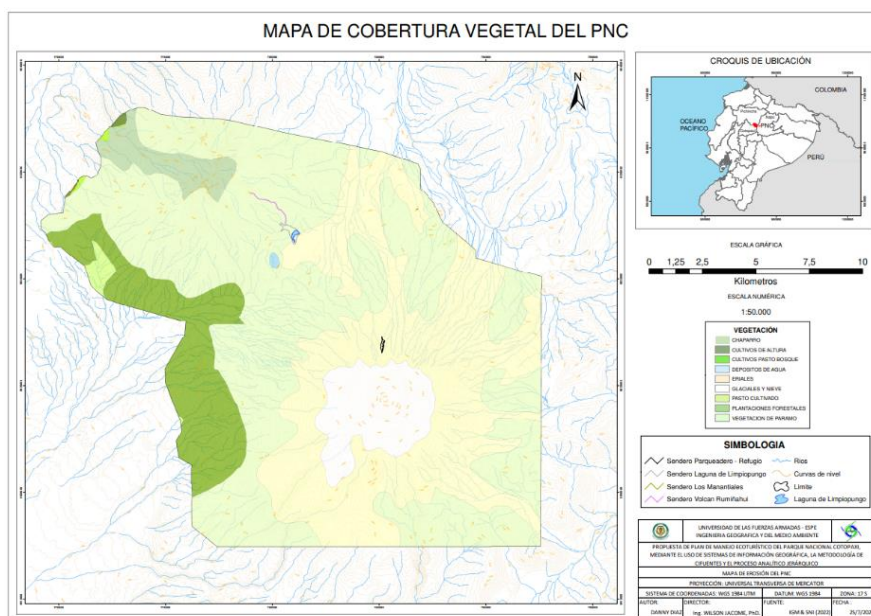 MAPA DE COBERTURA VEGETAL DEL PNC
N
CROQUIS DE UBICACIÓN
COLOMBIA
OCEANO
PACÍFICO
PNC
PERÚ
ESCALA GRÁFICA
0 1,25 2,5 5 7,5 10
Kilometros
ESCALA NUMÉRICA
1:50.000
VEGETACIÓN
CHAPARRO
CULTIVOS DE ALTURA
CULTIVOS PASTO BOSQUE
DEPOSITOS DE AGUA
ERIALES
GLACIALES Y NIEVE
PASTO CULTIVADO
PLANTACIONES FORESTALES
VEGETACION DE PARAMO
SIMBOLOGIA
Sendero Parqueadero - Refugio
Sendero Laguna de Limpiopungo
Sendero Los Manantiales
Sendero Volcan Rumiñahui
Rios
Curvas de nivel
Limite
Laguna de Limpiopungo
UNIVERSIDAD DE LAS FUERZAS ARMADAS - ESPE
INGENIERIA GEOGRAFICA Y DEL MEDIO AMBIENTE
PROPUESTA DE PLAN DE MANEJO ECOTURÍSTICO DEL PARQUE NACIONAL COTOPAXI,
MEDIANTE EL USO DE SISTEMAS DE INFORMACIÓN GEOGRÁFICA, LA METODOLOGÍA DE
CIFUENTES Y EL PROCESO ANALÍTICO JERÁRQUICO
MAPA DE EROSIÓN DEL PNC
PROYECCIÓN: UNIVERSAL TRANSVERSA DE MERCATOR
SISTEMA DE COORDENADAS: WGS 1984 UTM DATUM: WGS 1984 ZONA: 17 S
AUTOR: DIRECTOR: FUENTE: FECHA:
DANNY DIAZ Ing. WILSON JACOME, PhD. IGM & SNI (2022)